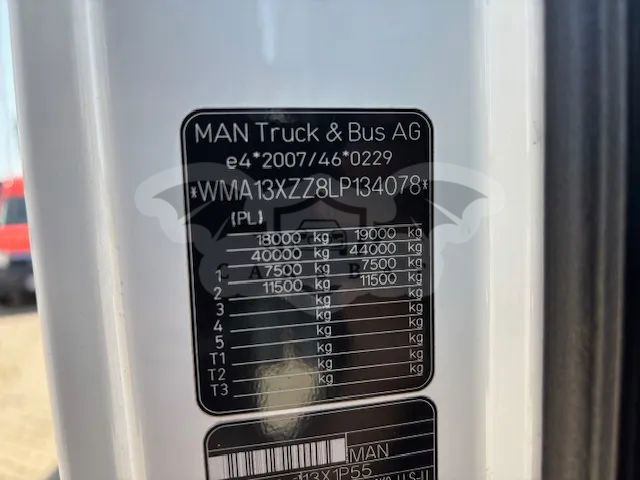 MAN Truck & Bus AG
e4*2007/46*0229
*WMA13XZZ8LP134078*
(PL)
18000 kg 19000 kg
40000 kg 44000 kg
1 7500 kg 7500 kg
2 11500 kg 11500 kg
3 kg kg
4 kg kg
5 kg kg
T1 kg kg
T2 kg kg
T3 kg kg
MAN
13X1P55